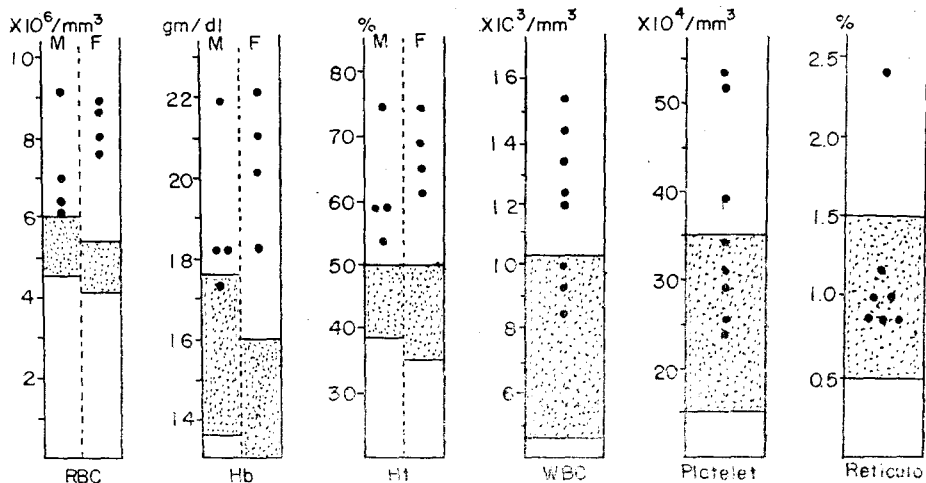 X10⁶/mm³ gm/dl % X10³/mm³ X10⁴/mm³ %
M F M F M F
10 8 6 4 2
22 20 18 16 14
80 70 60 50 40 30
16 14 12 10 8 6
50 40 30 20
2.5 2.0 1.5 1.0 0.5
RBC Hb Ht WBC Platelet Reticulo